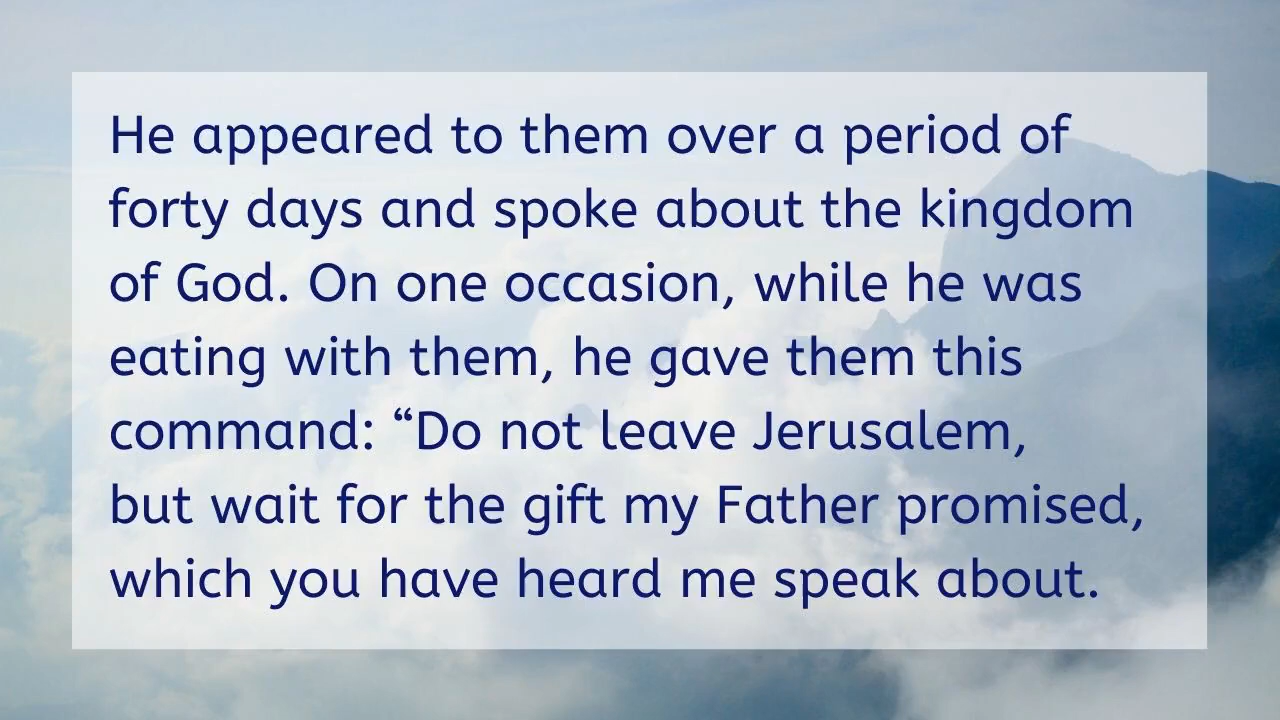 He appeared to them over a period of
forty days and spoke about the kingdom
of God. On one occasion, while he was
eating with them, he gave them this
command: “Do not leave Jerusalem,
but wait for the gift my Father promised,
which you have heard me speak about.